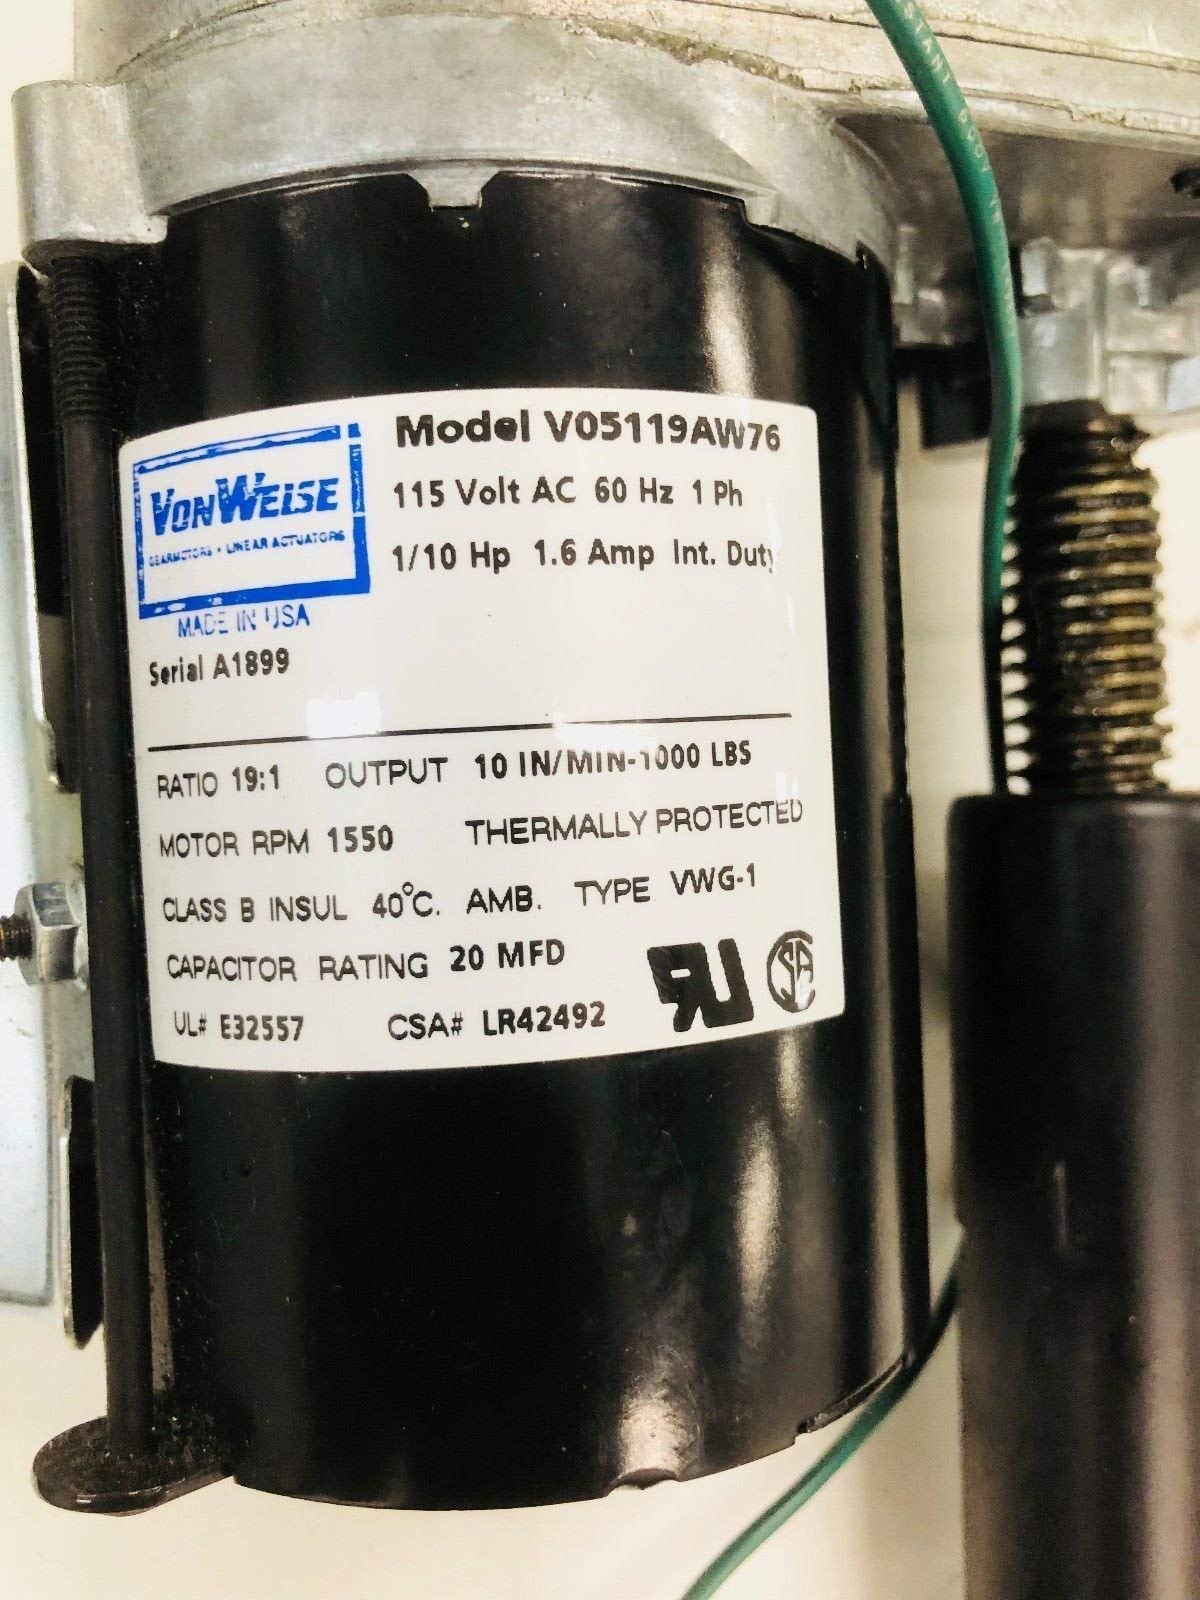 STANT 600V
Model V05119AW76
115 Volt AC 60 Hz 1 Ph
1/10 Hp 1.6 Amp Int. Duty
VONWEISE
GEARMOTORS • LINEAR ACTUATORS
MADE IN USA
Serial A1899
RATIO 19:1 OUTPUT 10 IN/MIN-1000 LBS
MOTOR RPM 1550 THERMALLY PROTECTED
CLASS B INSUL 40°C. AMB. TYPE VWG-1
CAPACITOR RATING 20 MFD
UL# E32557 CSA# LR42492